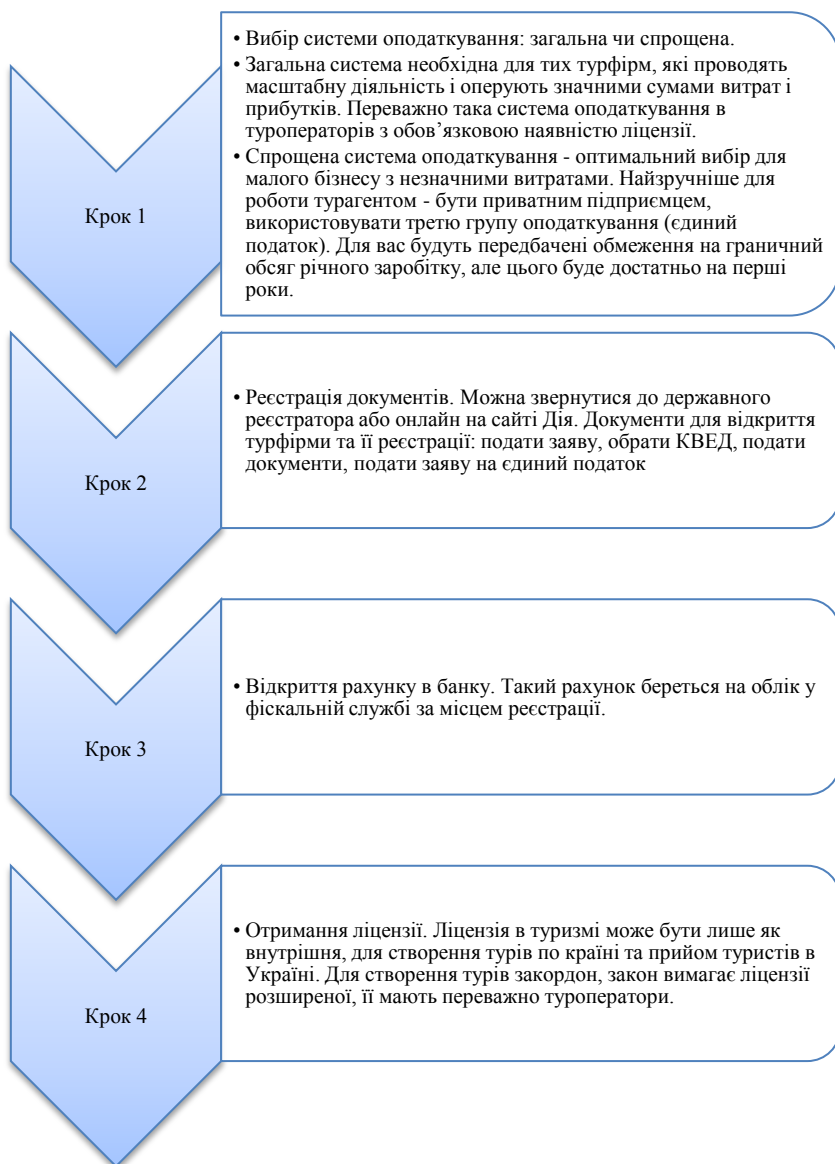 Крок 1
• Вибір системи оподаткування: загальна чи спрощена.
• Загальна система необхідна для тих турфірм, які проводять
масштабну діяльність і оперують значними сумами витрат і
прибутків. Переважно така система оподаткування в
туроператорів з обов’язковою наявністю ліцензії.
• Спрощена система оподаткування - оптимальний вибір для
малого бізнесу з незначними витратами. Найзручніше для
роботи турагентом - бути приватним підприємцем,
використовувати третю групу оподаткування (єдиний
податок). Для вас будуть передбачені обмеження на граничний
обсяг річного заробітку, але цього буде достатньо на перші
роки.
Крок 2
• Реєстрація документів. Можна звернутися до державного
реєстратора або онлайн на сайті Дія. Документи для відкриття
турфірми та її реєстрації: подати заяву, обрати КВЕД, подати
документи, подати заяву на єдиний податок
Крок 3
• Відкриття рахунку в банку. Такий рахунок береться на облік у
фіскальній службі за місцем реєстрації.
Крок 4
• Отримання ліцензії. Ліцензія в туризмі може бути лише як
внутрішня, для створення турів по країні та прийом туристів в
Україні. Для створення турів закордон, закон вимагає ліцензії
розширеної, її мають переважно туроператори.